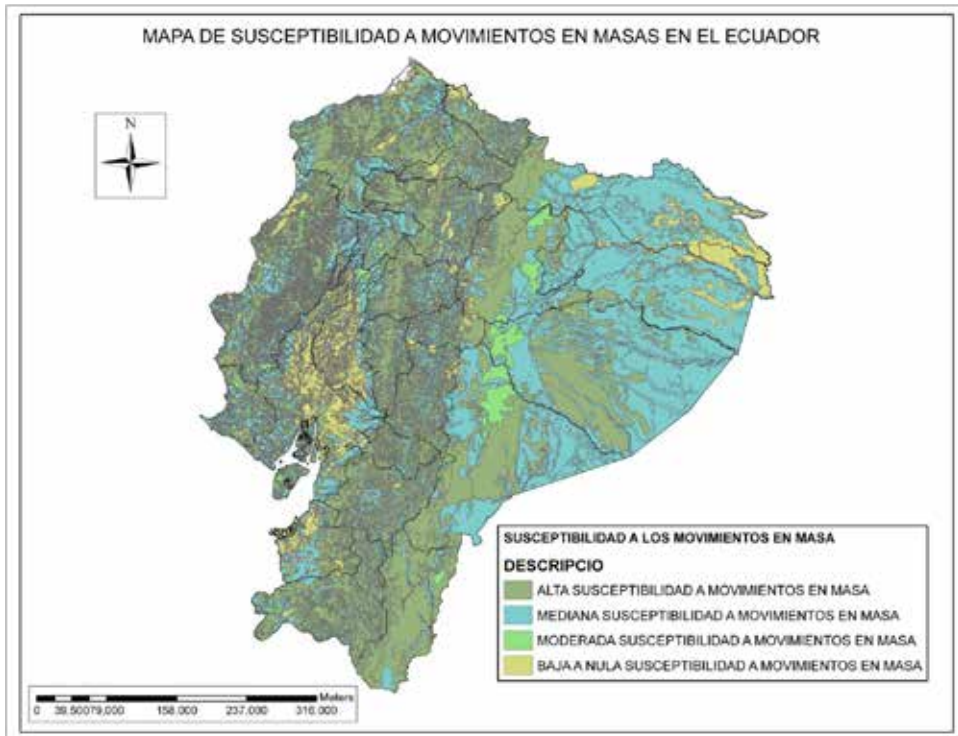 MAPA DE SUSCEPTIBILIDAD A MOVIMIENTOS EN MASAS EN EL ECUADOR
N
SUSCEPTIBILIDAD A LOS MOVIMIENTOS EN MASA
DESCRIPCIO
ALTA SUSCEPTIBILIDAD A MOVIMIENTOS EN MASA
MEDIANA SUSCEPTIBILIDAD A MOVIMIENTOS EN MASA
MODERADA SUSCEPTIBILIDAD A MOVIMIENTOS EN MASA
BAJA A NULA SUSCEPTIBILIDAD A MOVIMIENTOS EN MASA
Meters
0 39.50079.000 158.000 237.000 316.000